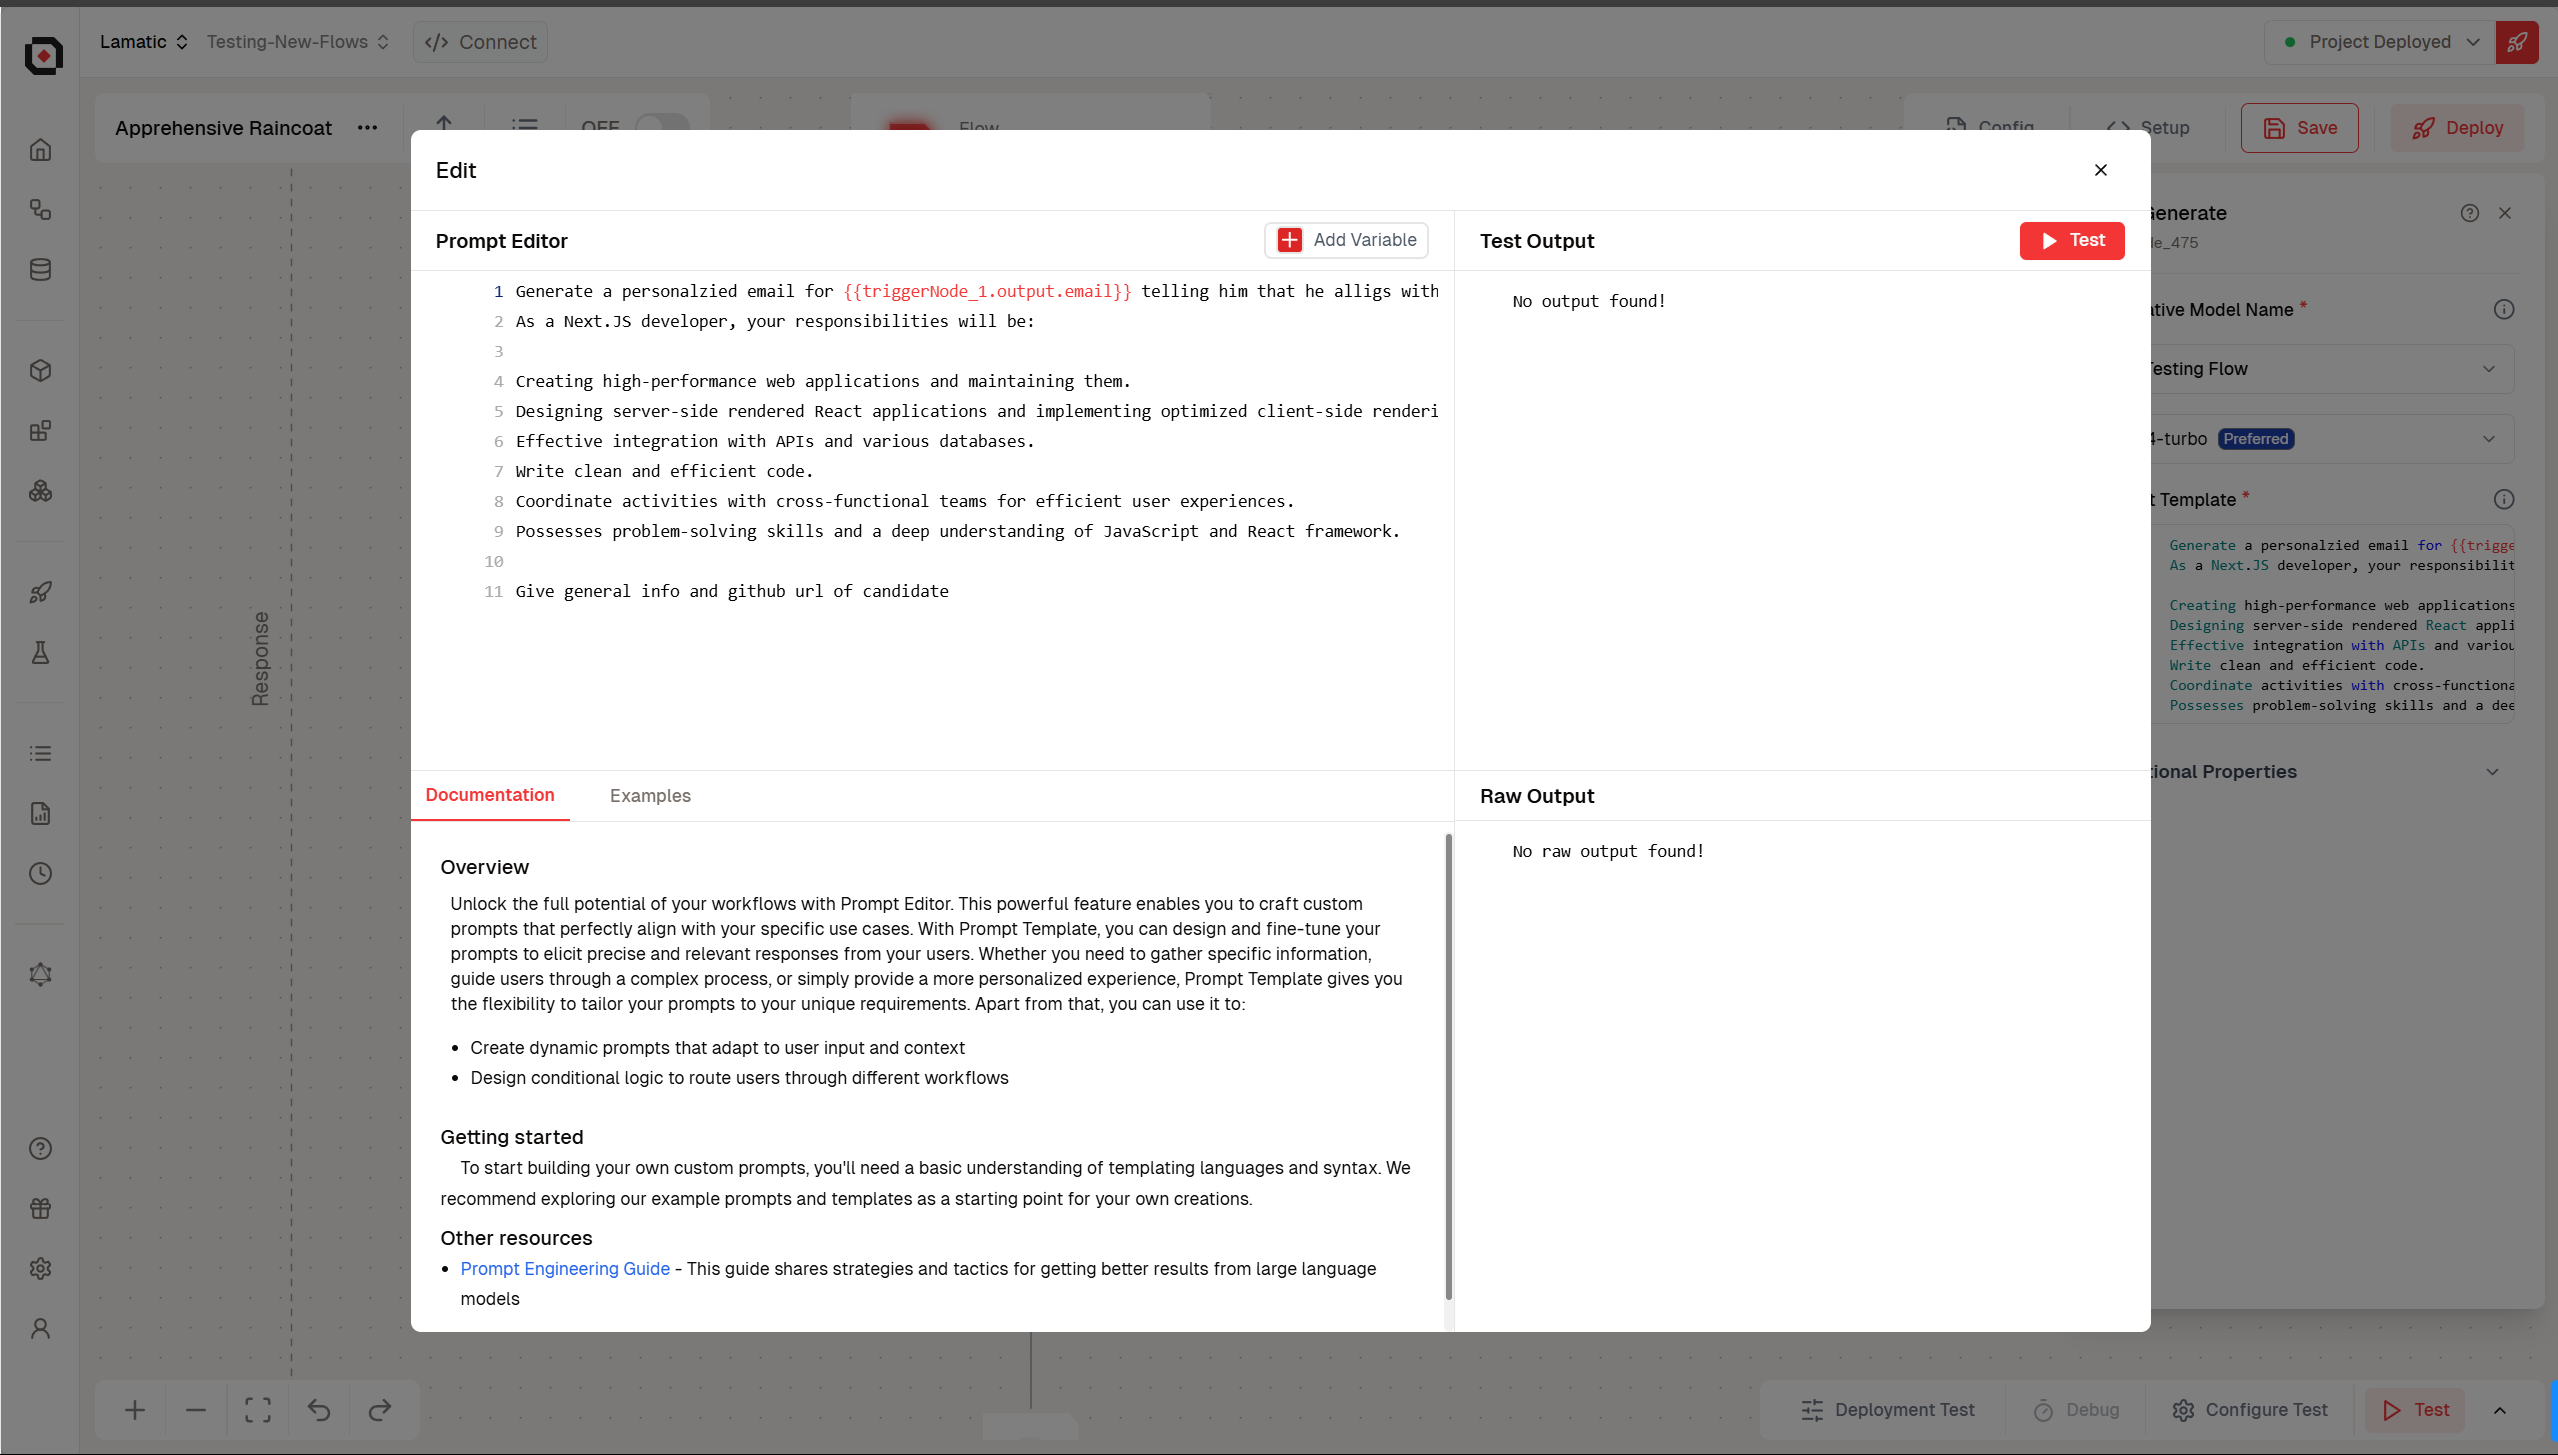 Lamatic
Testing-New-Flows
</> Connect
Project Deployed
Apprehensive Raincoat
OFF
Flow
Config
Setup
Save
Deploy
Edit
Prompt Editor
Add Variable
1 Generate a personalzied email for {{triggerNode_1.output.email}} telling him that he alligs with
2 As a Next.JS developer, your responsibilities will be:
3
4 Creating high-performance web applications and maintaining them.
5 Designing server-side rendered React applications and implementing optimized client-side renderi
6 Effective integration with APIs and various databases.
7 Write clean and efficient code.
8 Coordinate activities with cross-functional teams for efficient user experiences.
9 Possesses problem-solving skills and a deep understanding of JavaScript and React framework.
10
11 Give general info and github url of candidate
Test Output
Test
No output found!
Documentation
Examples
Overview
Unlock the full potential of your workflows with Prompt Editor. This powerful feature enables you to craft custom
prompts that perfectly align with your specific use cases. With Prompt Template, you can design and fine-tune your
prompts to elicit precise and relevant responses from your users. Whether you need to gather specific information,
guide users through a complex process, or simply provide a more personalized experience, Prompt Template gives you
the flexibility to tailor your prompts to your unique requirements. Apart from that, you can use it to:
• Create dynamic prompts that adapt to user input and context
• Design conditional logic to route users through different workflows
Getting started
To start building your own custom prompts, you'll need a basic understanding of templating languages and syntax. We
recommend exploring our example prompts and templates as a starting point for your own creations.
Other resources
• Prompt Engineering Guide - This guide shares strategies and tactics for getting better results from large language
models
Raw Output
No raw output found!
Response
Generate
de_475
ative Model Name *
Testing Flow
4-turbo Preferred
t Template *
Generate a personalzied email for {{trigge
As a Next.JS developer, your responsibilit
Creating high-performance web applications
Designing server-side rendered React appli
Effective integration with APIs and variou
Write clean and efficient code.
Coordinate activities with cross-functiona
Possesses problem-solving skills and a dee
tional Properties
Deployment Test
Debug
Configure Test
Test